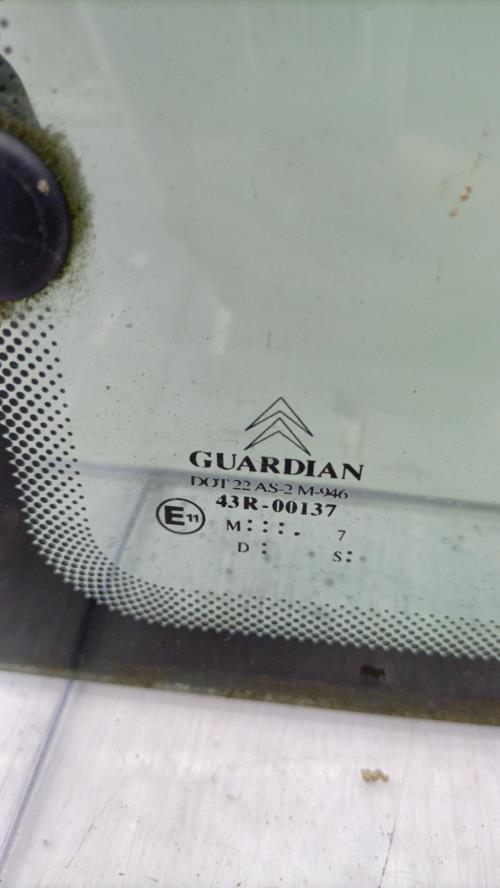 GUARDIAN
DOT 22 AS-2 M-946
43R-00137
E11
M: : : : . 7
D : S: